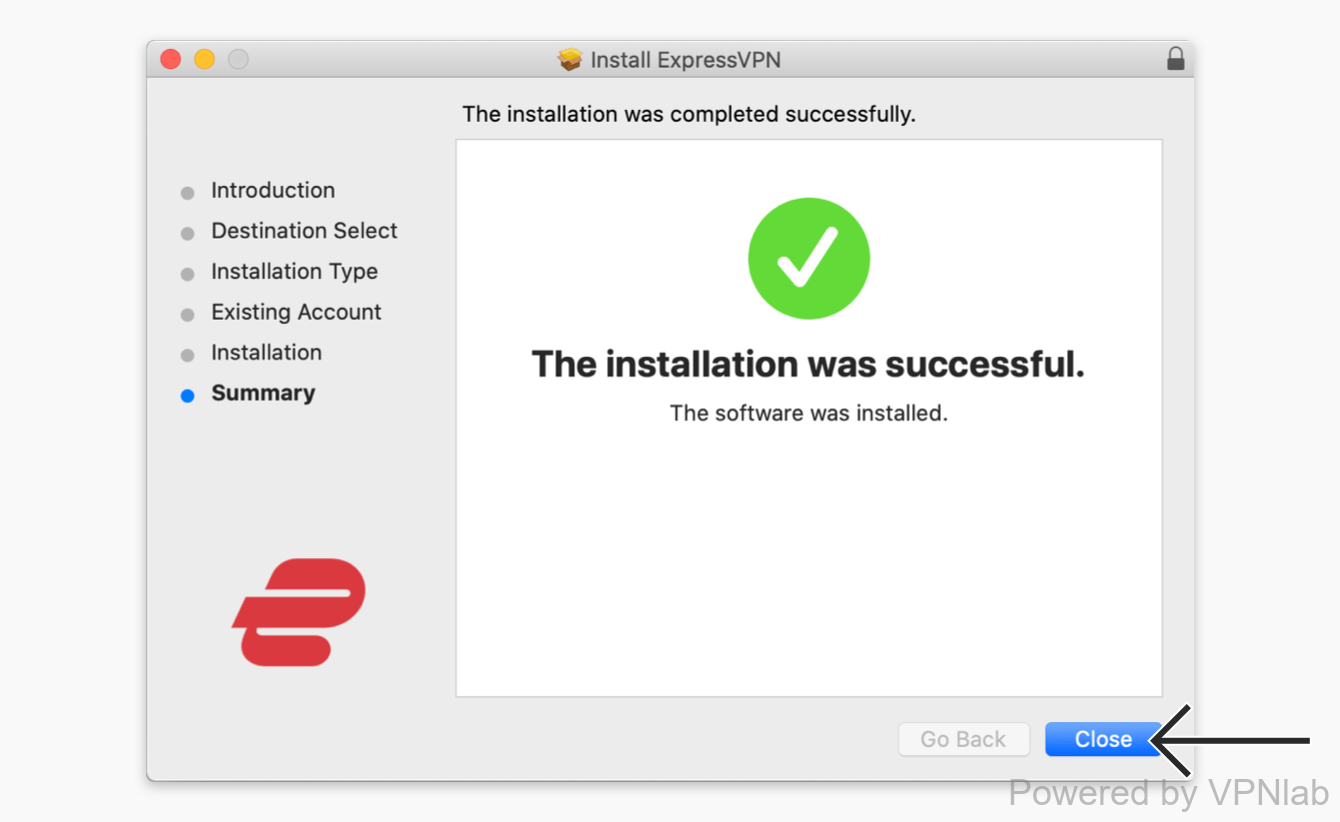 Install ExpressVPN
The installation was completed successfully.
Introduction
Destination Select
Installation Type
Existing Account
Installation
Summary
The installation was successful.
The software was installed.
Go Back
Close
Powered by VPNlab